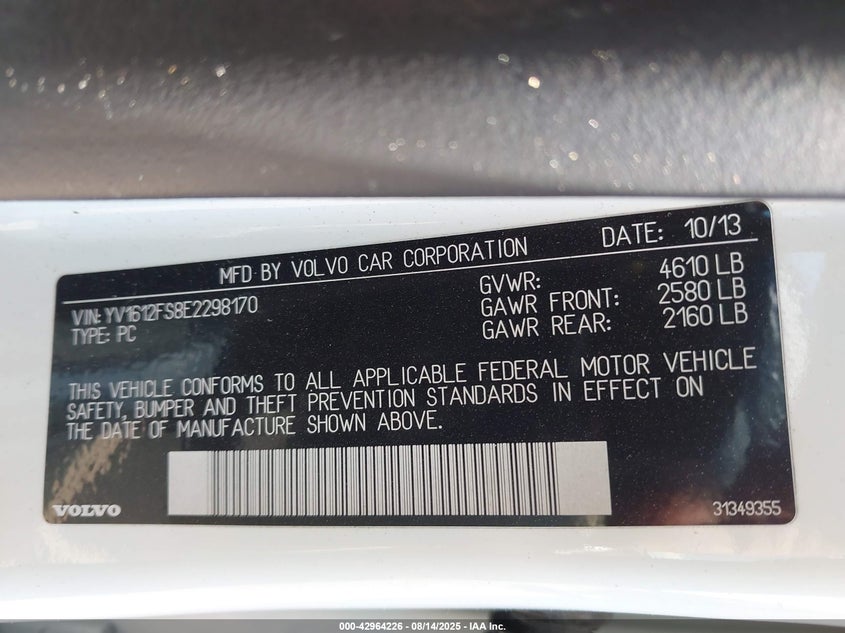 MFD BY VOLVO CAR CORPORATION DATE: 10/13
VIN: YV1612FS8E2298170
TYPE: PC
GVWR: 4610 LB
GAWR FRONT: 2580 LB
GAWR REAR: 2160 LB
THIS VEHICLE CONFORMS TO ALL APPLICABLE FEDERAL MOTOR VEHICLE
SAFETY, BUMPER AND THEFT PREVENTION STANDARDS IN EFFECT ON
THE DATE OF MANUFACTURE SHOWN ABOVE.
VOLVO
31349355
000-42964226 - 08/14/2025 - IAA Inc.